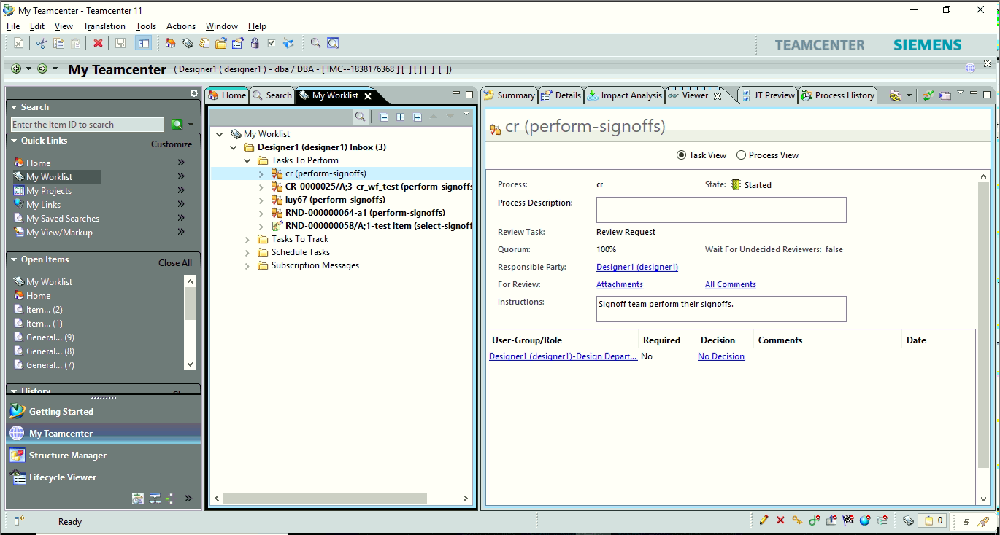 My Teamcenter - Teamcenter 11
File Edit View Translation Tools Actions Window Help
TEAMCENTER SIEMENS
My Teamcenter ( Designer1 ( designer1 ) - dba / DBA - [ IMC--1838176368 ] [ ] [ ] [ ] [ ])
Search
Enter the Item ID to search
Quick Links
Customize
Home
My Worklist
My Projects
My Links
My Saved Searches
My View/Markup
Open Items
Close All
My Worklist
Home
Item... (2)
Item... (1)
General... (9)
General... (8)
General... (7)
History
Getting Started
My Teamcenter
Structure Manager
Lifecycle Viewer
Home Search My Worklist
My Worklist
Designer1 (designer1) Inbox (3)
Tasks To Perform
cr (perform-signoffs)
CR-0000025/A;3-cr_wf_test (perform-signoffs
iuy67 (perform-signoffs)
RND-000000064-a1 (perform-signoffs)
RND-000000058/A;1-test item (select-signoff
Tasks To Track
Schedule Tasks
Subscription Messages
Summary Details Impact Analysis Viewer JT Preview Process History
cr (perform-signoffs)
Task View Process View
Process: cr State: Started
Process Description:
Review Task: Review Request
Quorum: 100% Wait For Undecided Reviewers: false
Responsible Party: Designer1 (designer1)
For Review: Attachments All Comments
Instructions: Signoff team perform their signoffs.
User-Group/Role Required Decision Comments Date
Designer1 (designer1)-Design Depart... No No Decision
Ready
0